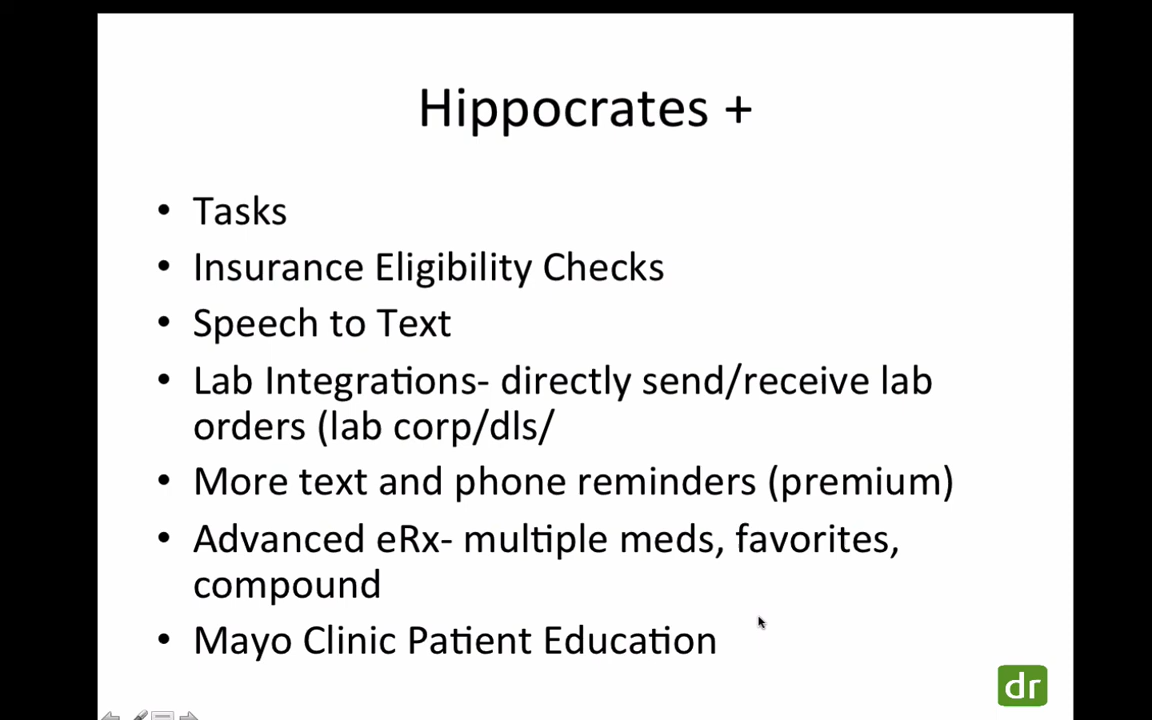 Hippocrates +
• Tasks
• Insurance Eligibility Checks
• Speech to Text
• Lab Integrations- directly send/receive lab
orders (lab corp/dls/
• More text and phone reminders (premium)
• Advanced eRx- multiple meds, favorites,
compound
• Mayo Clinic Patient Education
dr